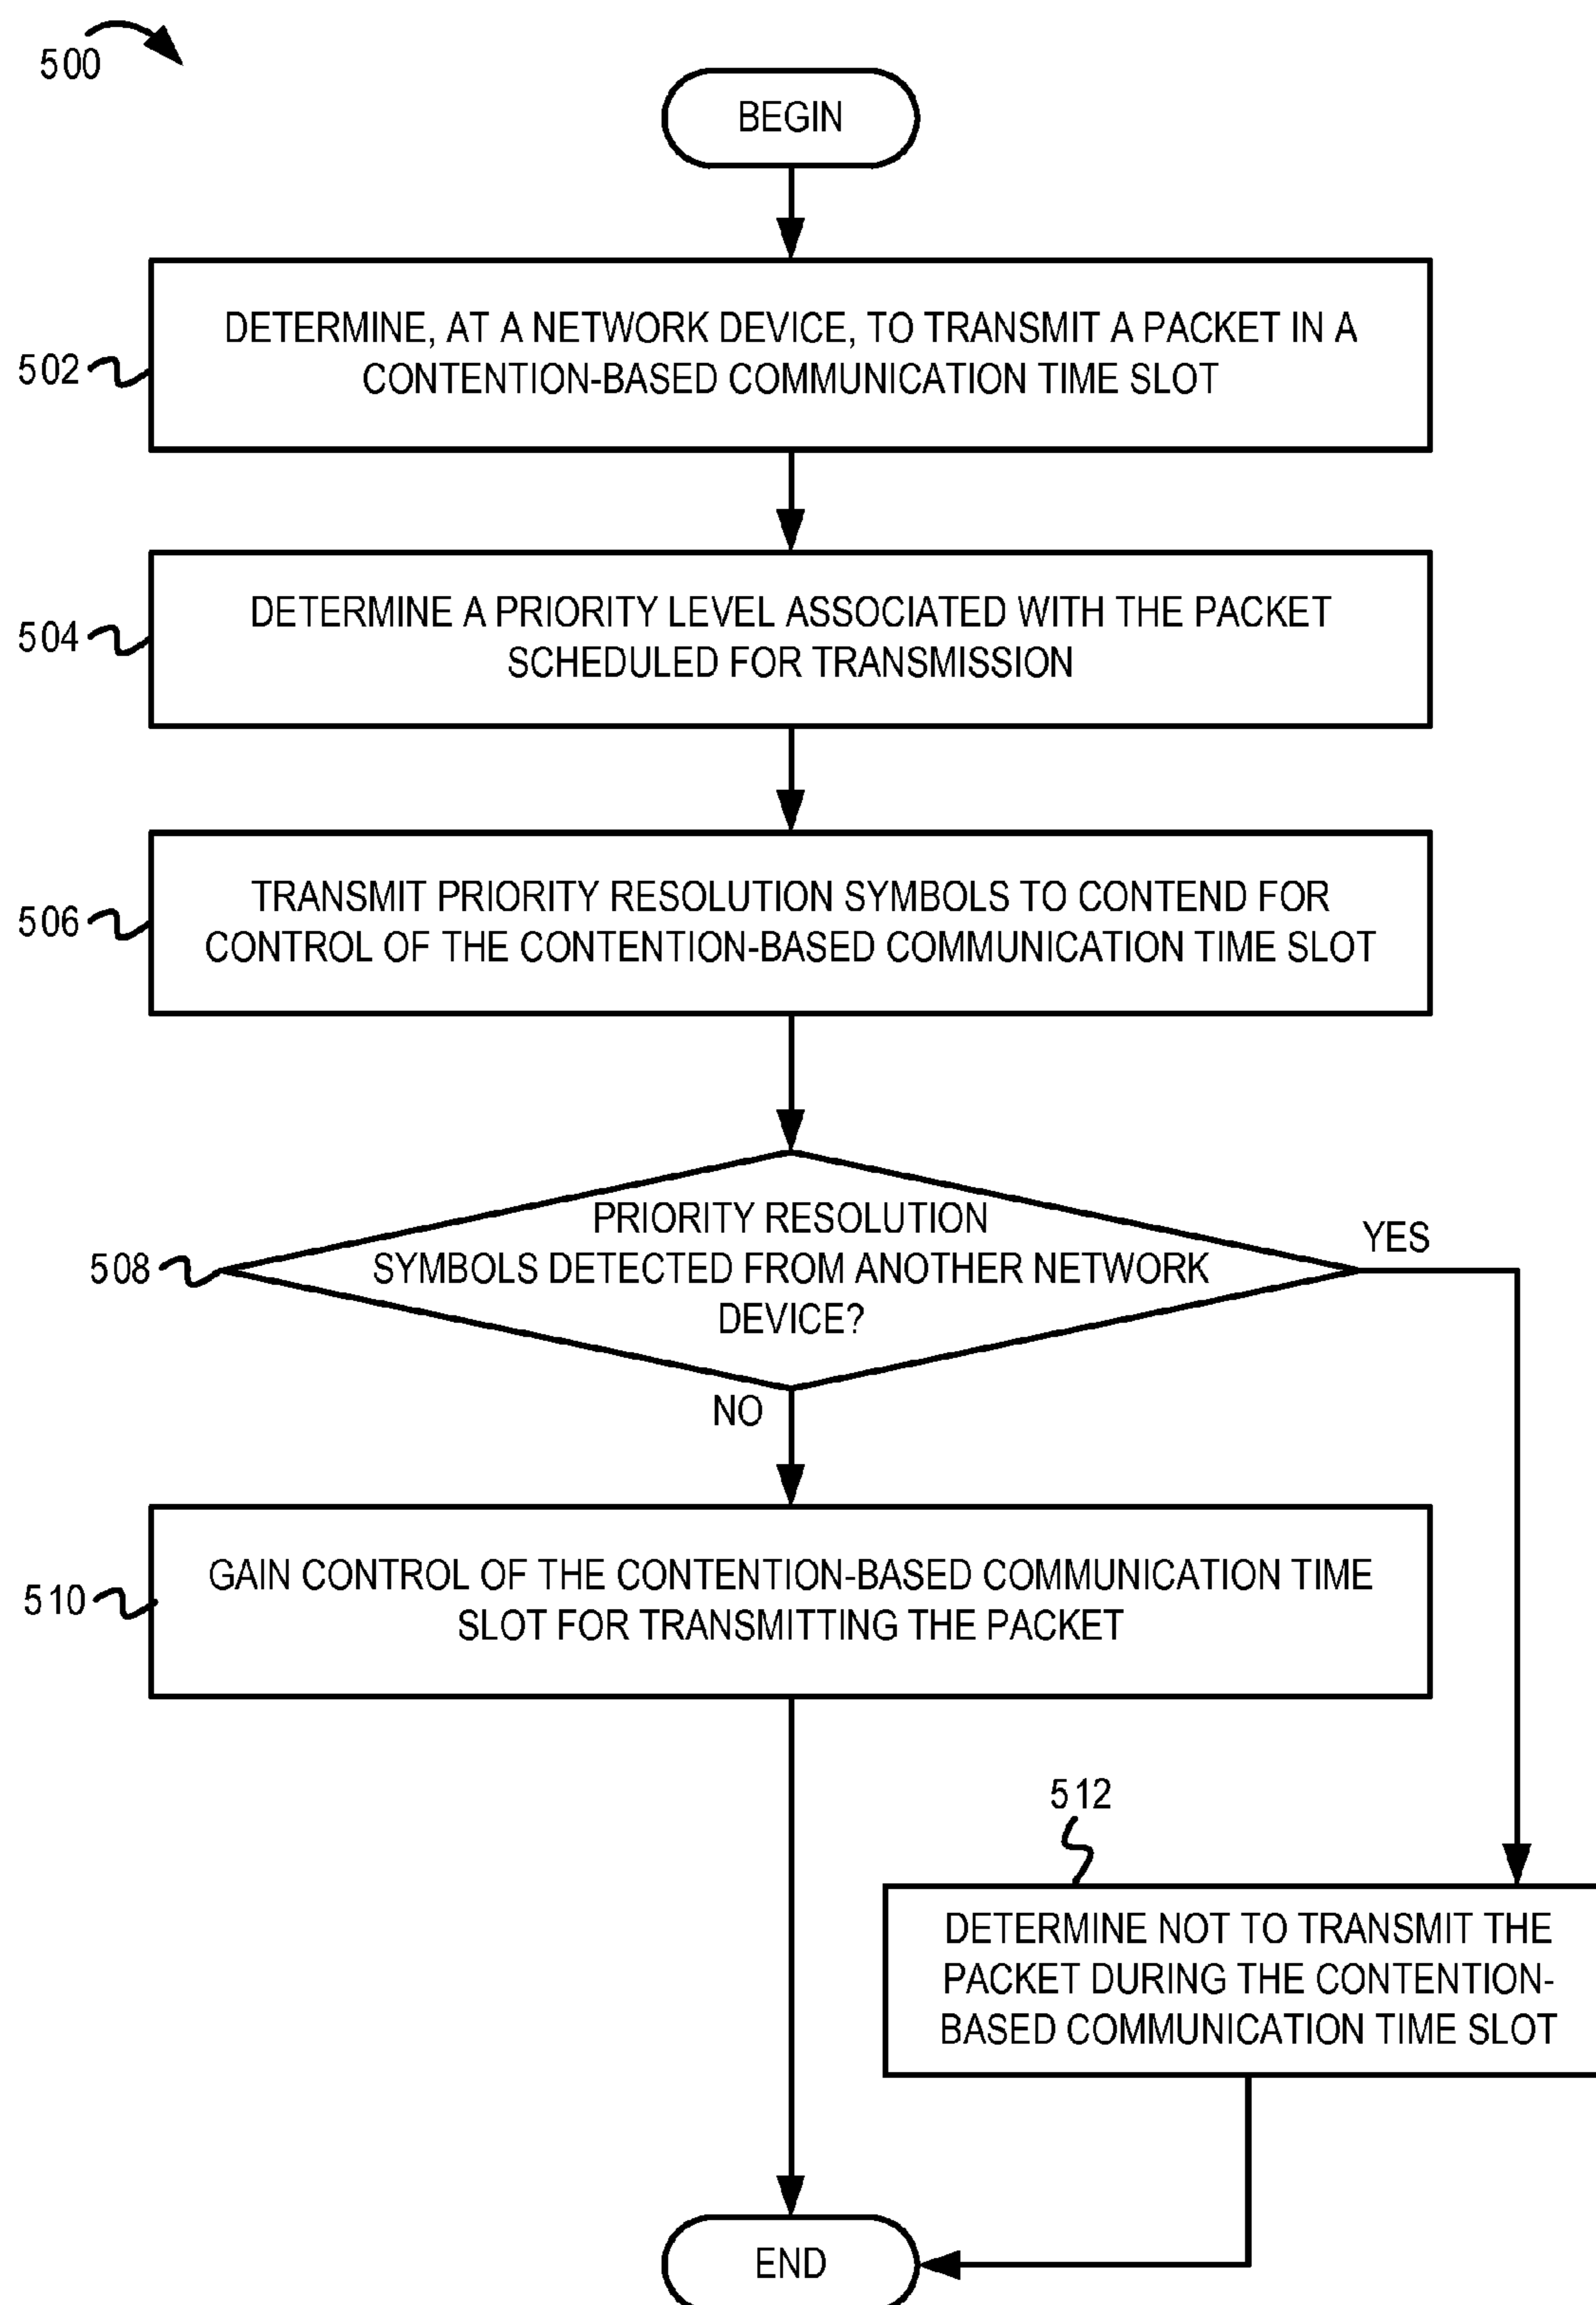 500
BEGIN
DETERMINE, AT A NETWORK DEVICE, TO TRANSMIT A PACKET IN A
CONTENTION-BASED COMMUNICATION TIME SLOT
502
DETERMINE A PRIORITY LEVEL ASSOCIATED WITH THE PACKET
SCHEDULED FOR TRANSMISSION
504
TRANSMIT PRIORITY RESOLUTION SYMBOLS TO CONTEND FOR
CONTROL OF THE CONTENTION-BASED COMMUNICATION TIME SLOT
506
PRIORITY RESOLUTION
SYMBOLS DETECTED FROM ANOTHER NETWORK
DEVICE?
508
YES
NO
GAIN CONTROL OF THE CONTENTION-BASED COMMUNICATION TIME
SLOT FOR TRANSMITTING THE PACKET
510
512
DETERMINE NOT TO TRANSMIT THE
PACKET DURING THE CONTENTION-
BASED COMMUNICATION TIME SLOT
END